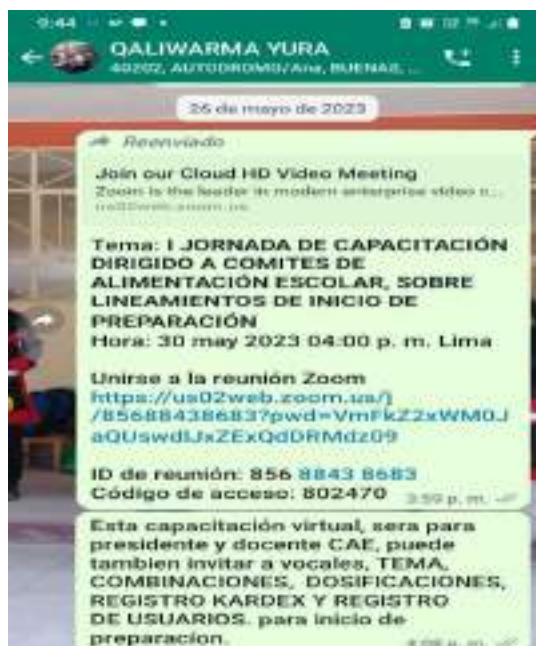 9:44
QALIWARMA YURA
40202, AUTODROMO/Ana, BUENAS, ...
26 de mayo de 2023
Reenviado
Join our Cloud HD Video Meeting
Zoom is the leader in modern enterprise video c...
us02web.zoom.us
Tema: I JORNADA DE CAPACITACIÓN
DIRIGIDO A COMITES DE
ALIMENTACIÓN ESCOLAR, SOBRE
LINEAMIENTOS DE INICIO DE
PREPARACIÓN
Hora: 30 may 2023 04:00 p. m. Lima
Unirse a la reunión Zoom
https://us02web.zoom.us/j
/85688438683?pwd=
ID de reunión: 856 8843 8683
Código de acceso: 802470 3:59 p. m.
Esta capacitación virtual, sera para
presidente y docente CAE, puede
tambien invitar a vocales, TEMA,
COMBINACIONES, DOSIFICACIONES,
REGISTRO KARDEX Y REGISTRO
DE USUARIOS. para inicio de
preparacion.